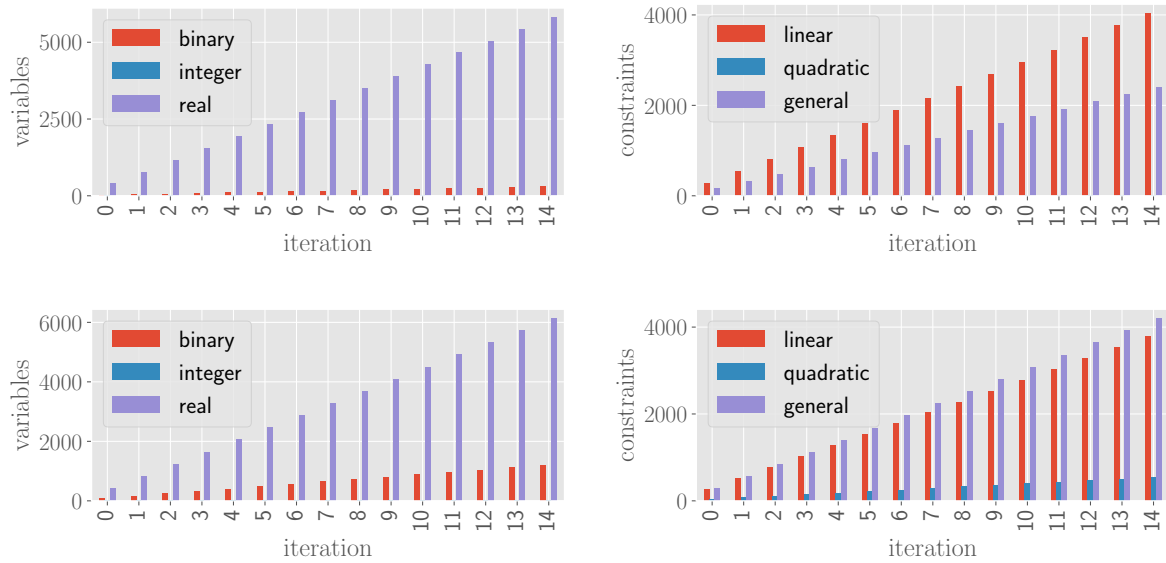 variables
5000
2500
0
binary
integer
real
0 1 2 3 4 5 6 7 8 9 10 11 12 13 14
iteration
constraints
4000
2000
0
linear
quadratic
general
0 1 2 3 4 5 6 7 8 9 10 11 12 13 14
iteration
variables
6000
4000
2000
0
binary
integer
real
0 1 2 3 4 5 6 7 8 9 10 11 12 13 14
iteration
constraints
4000
2000
0
linear
quadratic
general
0 1 2 3 4 5 6 7 8 9 10 11 12 13 14
iteration